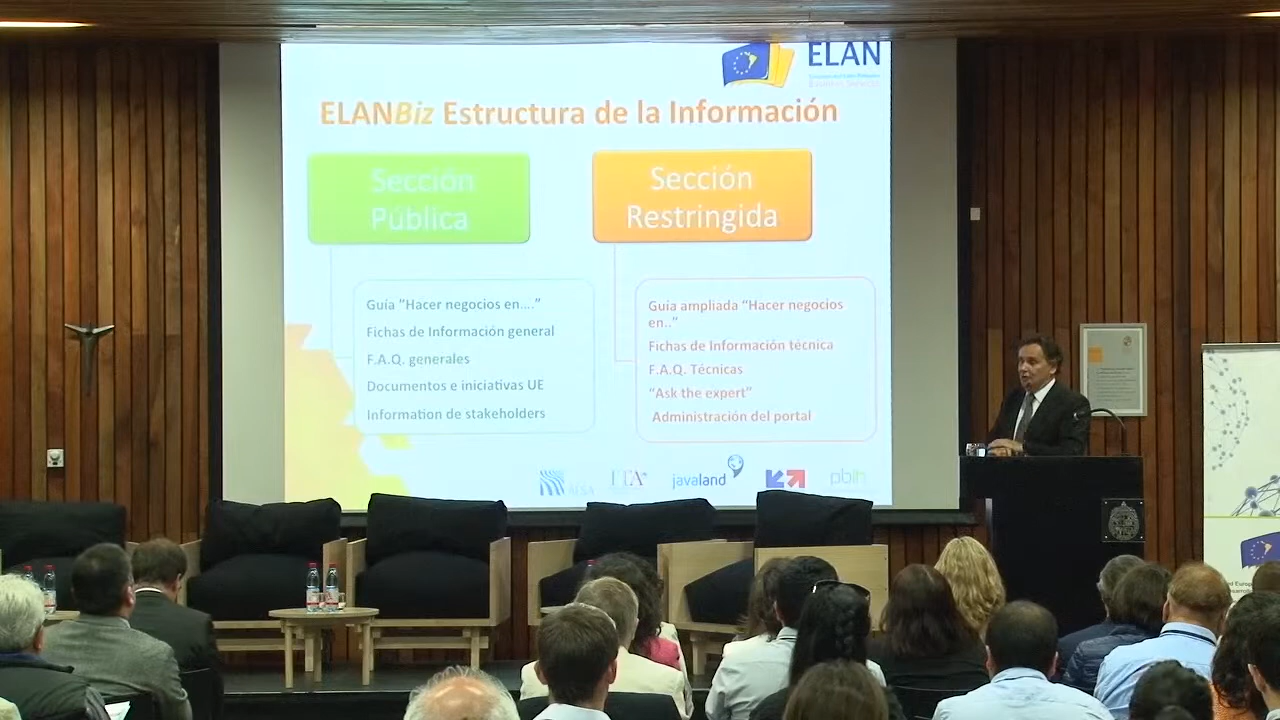 ELAN
ELANBiz Estructura de la Información
Sección
Pública
Sección
Restringida
Guía "Hacer negocios en...."
Fichas de Información general
F.A.Q. generales
Documentos e iniciativas UE
Information de stakeholders
Guía ampliada "Hacer negocios
en.."
Fichas de Información técnica
F.A.Q. Técnicas
"Ask the expert"
Administración del portal
javaland